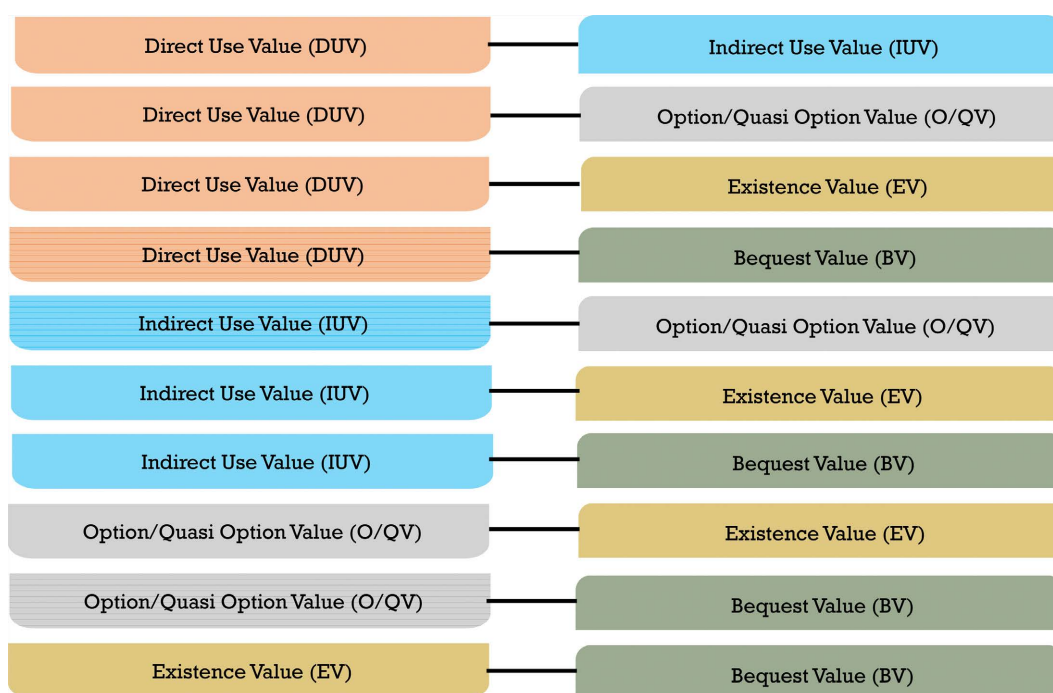 Direct Use Value (DUV) Indirect Use Value (IUV)
Direct Use Value (DUV) Option/Quasi Option Value (O/QV)
Direct Use Value (DUV) Existence Value (EV)
Direct Use Value (DUV) Bequest Value (BV)
Indirect Use Value (IUV) Option/Quasi Option Value (O/QV)
Indirect Use Value (IUV) Existence Value (EV)
Indirect Use Value (IUV) Bequest Value (BV)
Option/Quasi Option Value (O/QV) Existence Value (EV)
Option/Quasi Option Value (O/QV) Bequest Value (BV)
Existence Value (EV) Bequest Value (BV)